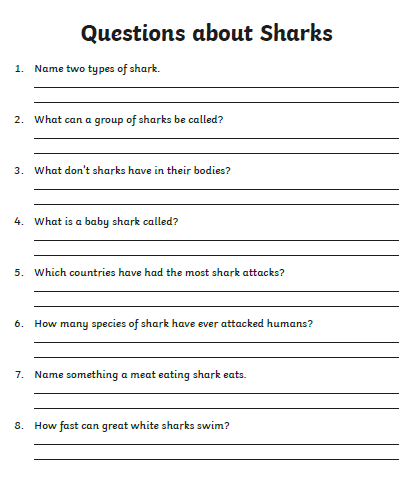 Questions about Sharks
1. Name two types of shark.
2. What can a group of sharks be called?
3. What don't sharks have in their bodies?
4. What is a baby shark called?
5. Which countries have had the most shark attacks?
6. How many species of shark have ever attacked humans?
7. Name something a meat eating shark eats.
8. How fast can great white sharks swim?